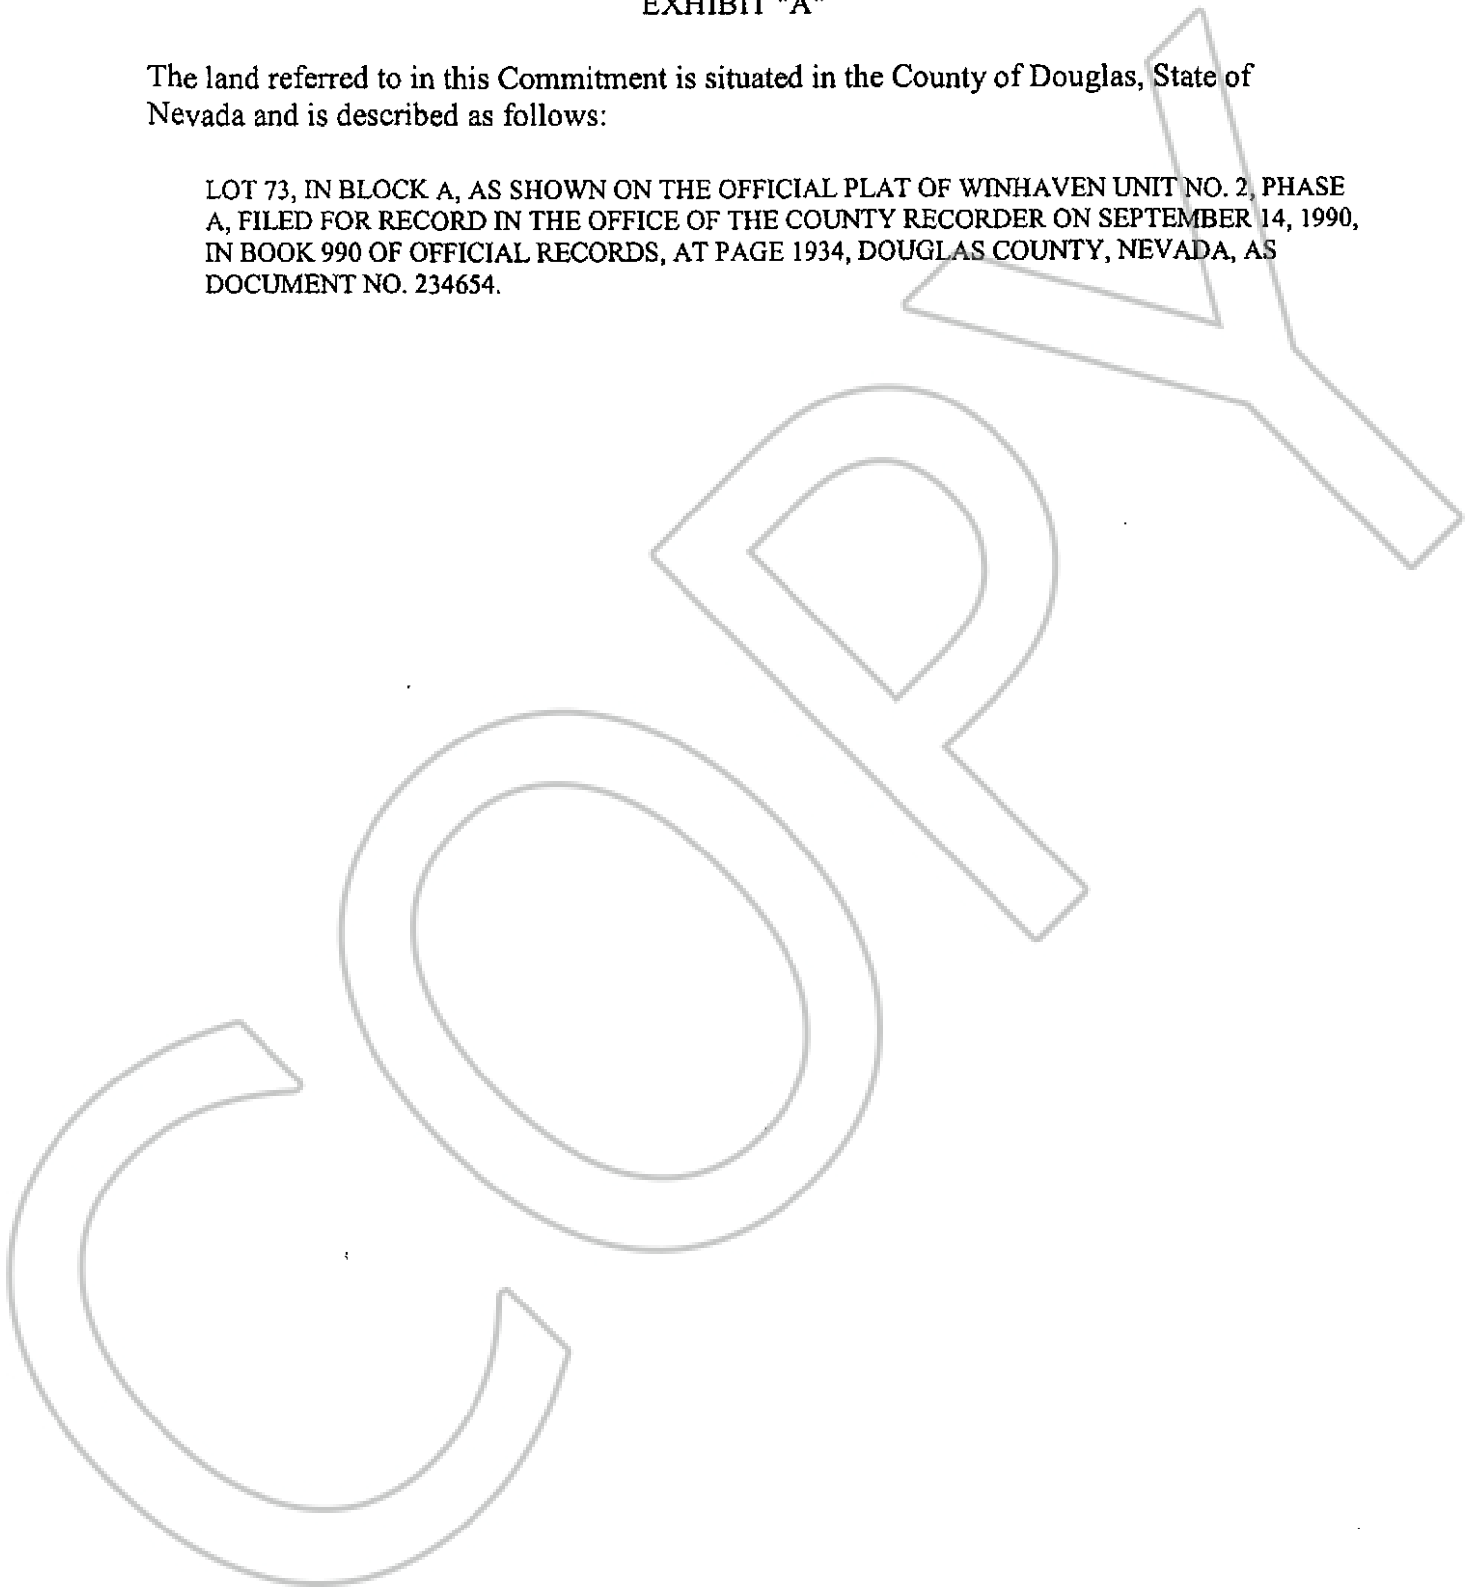 EXHIBIT "A"
The land referred to in this Commitment is situated in the County of Douglas, State of
Nevada and is described as follows:
LOT 73, IN BLOCK A, AS SHOWN ON THE OFFICIAL PLAT OF WINHAVEN UNIT NO. 2, PHASE
A, FILED FOR RECORD IN THE OFFICE OF THE COUNTY RECORDER ON SEPTEMBER 14, 1990,
IN BOOK 990 OF OFFICIAL RECORDS, AT PAGE 1934, DOUGLAS COUNTY, NEVADA, AS
DOCUMENT NO. 234654.
COPY